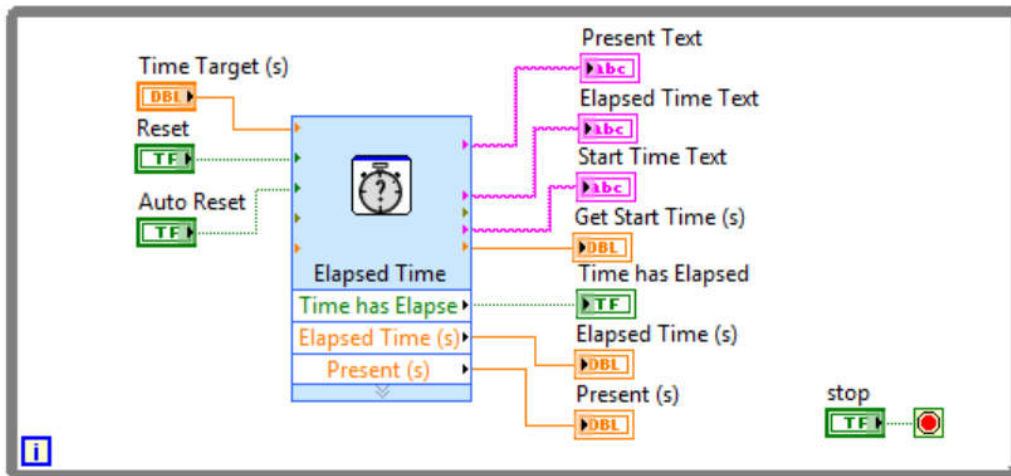 Time Target (s)
DBL
Reset
TF
Auto Reset
TF
?
Elapsed Time
Time has Elapse
Elapsed Time (s)
Present (s)
Present Text
abc
Elapsed Time Text
abc
Start Time Text
abc
Get Start Time (s)
DBL
Time has Elapsed
TF
Elapsed Time (s)
DBL
Present (s)
DBL
stop
TF
i